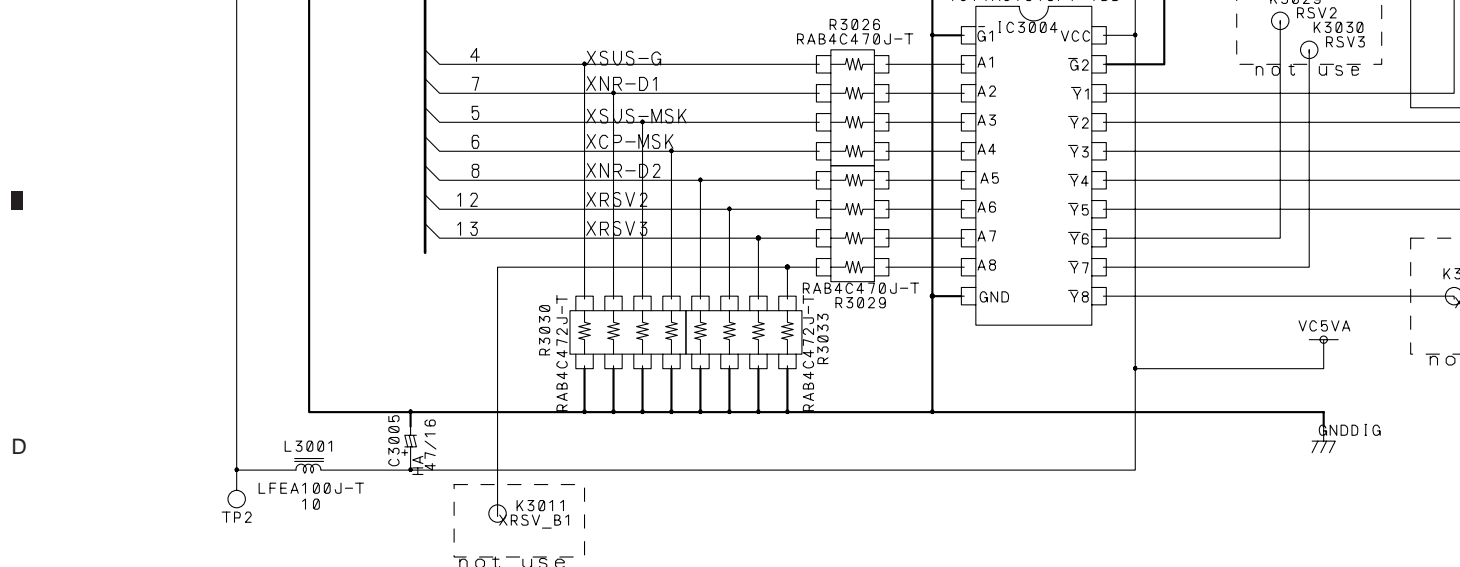 R3026
RAB4C470J-T
IC3004
G1
VCC
RSV2
K3030
RSV3
not use
4 XSUS-G
A1
G2
7 XNR-D1
A2
Y1
5 XSUS-MSK
A3
Y2
6 XCP-MSK
A4
Y3
8 XNR-D2
A5
Y4
12 XRSV2
A6
Y5
13 XRSV3
A7
Y6
A8
Y7
RAB4C470J-T
R3029
GND
Y8
R3030
RAB4C472J-T
RAB4C472J-T
R3033
VC5VA
GNDDIG
D
L3001
LFEA100J-T
10
C3005
+
47/16
TP2
K3011
XRSV_B1
not use